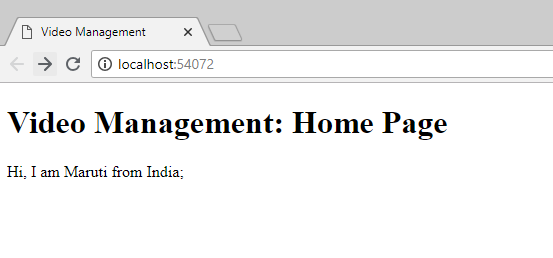 Video Management
localhost:54072
Video Management: Home Page
Hi, I am Maruti from India;